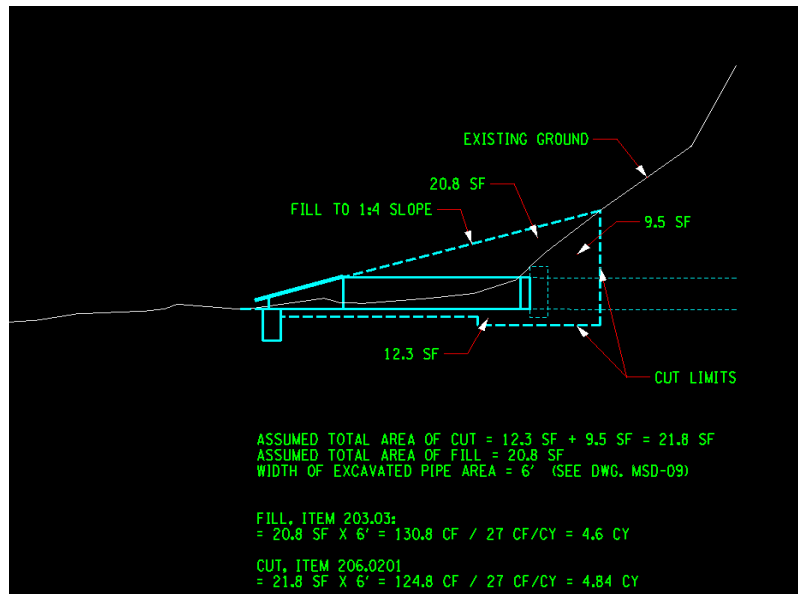 EXISTING GROUND
20.8 SF
FILL TO 1:4 SLOPE
9.5 SF
12.3 SF
CUT LIMITS
ASSUMED TOTAL AREA OF CUT = 12.3 SF + 9.5 SF = 21.8 SF
ASSUMED TOTAL AREA OF FILL = 20.8 SF
WIDTH OF EXCAVATED PIPE AREA = 6' (SEE DWG. MSD-09)
FILL, ITEM 203.03:
= 20.8 SF X 6' = 130.8 CF / 27 CF/CY = 4.6 CY
CUT, ITEM 206.0201
= 21.8 SF X 6' = 124.8 CF / 27 CF/CY = 4.84 CY